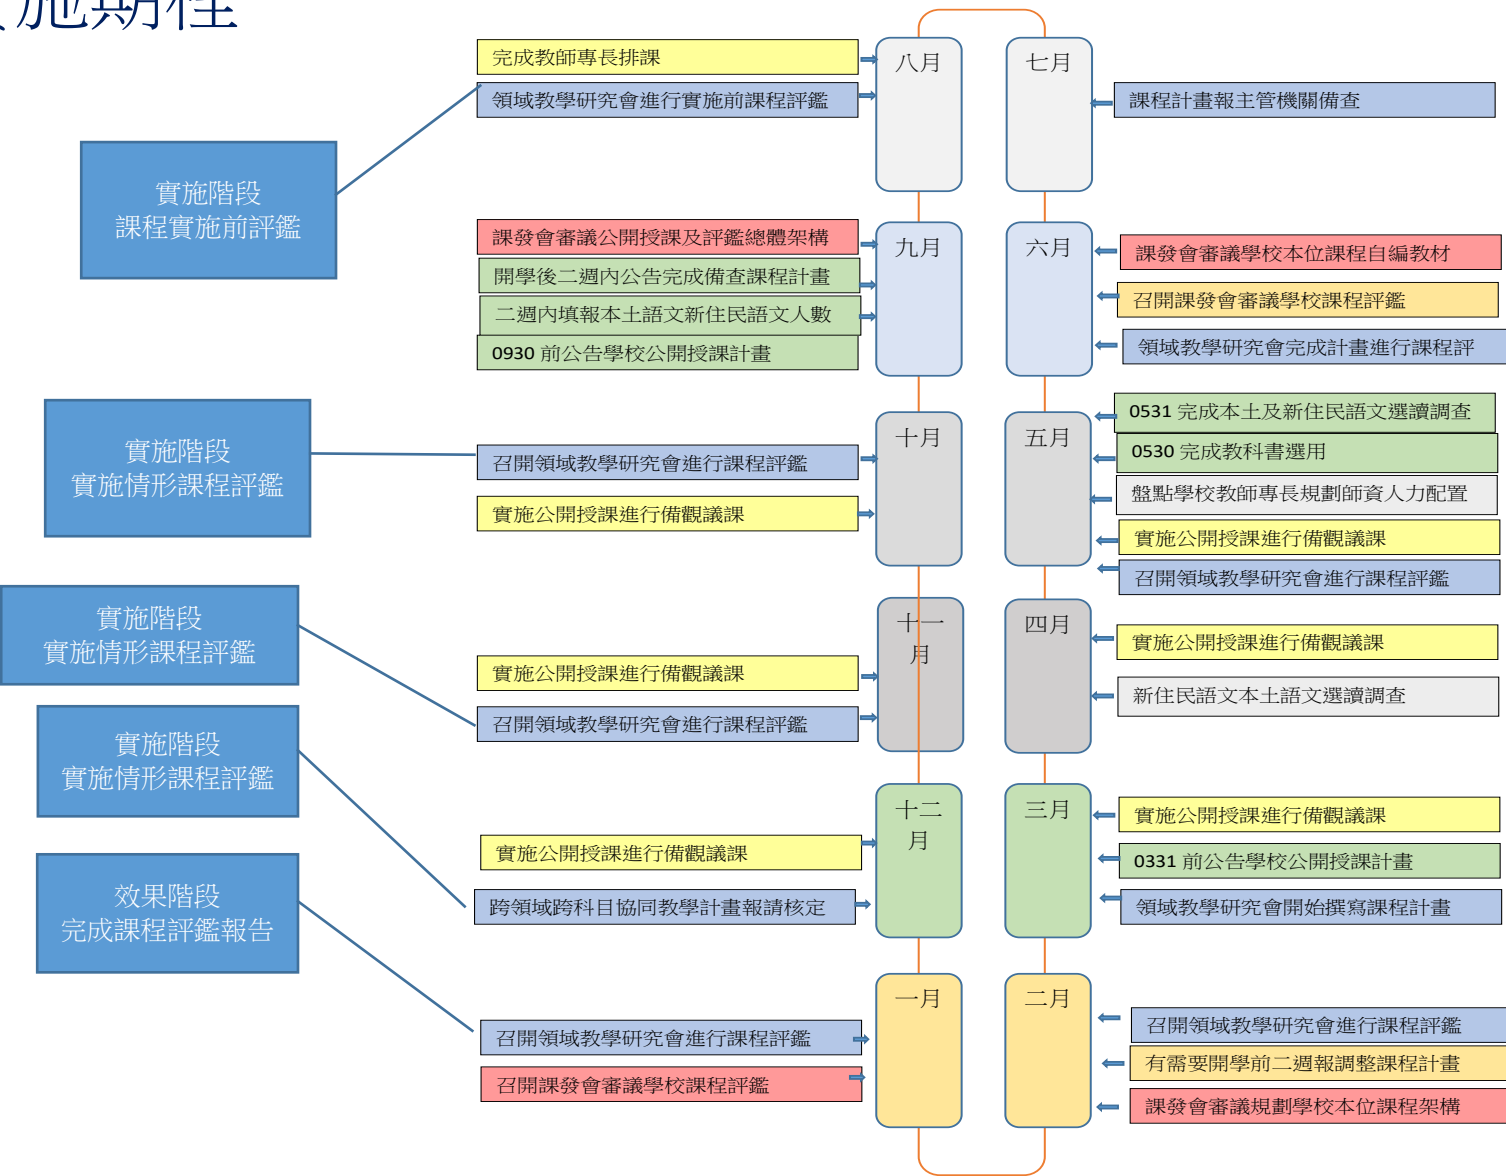 實施期程
實施階段
課程實施前評鑑
實施階段
實施情形課程評鑑
實施階段
實施情形課程評鑑
實施階段
實施情形課程評鑑
效果階段
完成課程評鑑報告
完成教師專長排課
領域教學研究會進行實施前課程評鑑
八月
課發會審議公開授課及評鑑總體架構
開學後二週內公告完成備查課程計畫
二週內填報本土語文新住民語文人數
0930 前公告學校公開授課計畫
九月
召開領域教學研究會進行課程評鑑
實施公開授課進行備觀議課
十月
實施公開授課進行備觀議課
召開領域教學研究會進行課程評鑑
十一
月
實施公開授課進行備觀議課
跨領域跨科目協同教學計畫報請核定
十二
月
召開領域教學研究會進行課程評鑑
召開課發會審議學校課程評鑑
一月
七月
課程計畫報主管機關備查
六月
課發會審議學校本位課程自編教材
召開課發會審議學校課程評鑑
領域教學研究會完成計畫進行課程評
五月
0531 完成本土及新住民語文選讀調查
0530 完成教科書選用
盤點學校教師專長規劃師資人力配置
實施公開授課進行備觀議課
召開領域教學研究會進行課程評鑑
四月
實施公開授課進行備觀議課
新住民語文本土語文選讀調查
三月
實施公開授課進行備觀議課
0331 前公告學校公開授課計畫
領域教學研究會開始撰寫課程計畫
二月
召開領域教學研究會進行課程評鑑
有需要開學前二週報調整課程計畫
課發會審議規劃學校本位課程架構